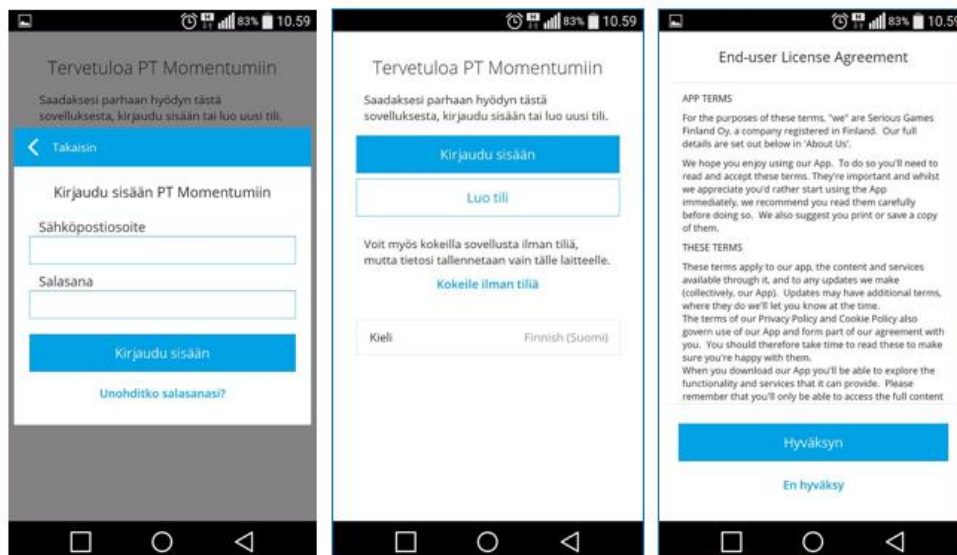 83% 10.59
Tervetuloa PT Momentumiin
Saadaksesi parhaan hyödyn tästä
sovelluksesta, kirjaudu sisään tai luo uusi tili.
Takaisin
Kirjaudu sisään PT Momentumiin
Sähköpostiosoite
Salasana
Kirjaudu sisään
Unohditko salasanasi?
83% 10.59
Tervetuloa PT Momentumiin
Saadaksesi parhaan hyödyn tästä
sovelluksesta, kirjaudu sisään tai luo uusi tili.
Kirjaudu sisään
Luo tili
Voit myös kokeilla sovellusta ilman tiliä,
mutta tietosi tallennetaan vain tälle laitteelle.
Kokeile ilman tiliä
Kieli Finnish (Suomi)
83% 10.59
End-user License Agreement
APP TERMS
For the purposes of these terms, "we" are Serious Games
Finland Oy, a company registered in Finland. Our full
details are set out below in 'About Us'.
We hope you enjoy using our App. To do so you'll need to
read and accept these terms. They're important and whilst
we appreciate you'd rather start using the App
immediately, we recommend you read them carefully
before doing so. We also suggest you print or save a copy
of them.
THESE TERMS
These terms apply to our app, the content and services
available through it, and to any updates we make
(collectively, our App). Updates may have additional terms,
where they do we'll let you know at the time.
The terms of our Privacy Policy and Cookie Policy also
govern use of our App and form part of our agreement with
you. You should therefore take time to read these to make
sure you're happy with them.
When you download our App you'll be able to explore the
functionality and services that it can provide. Please
remember that you'll only be able to access the full content
Hyväksyn
En hyväksy